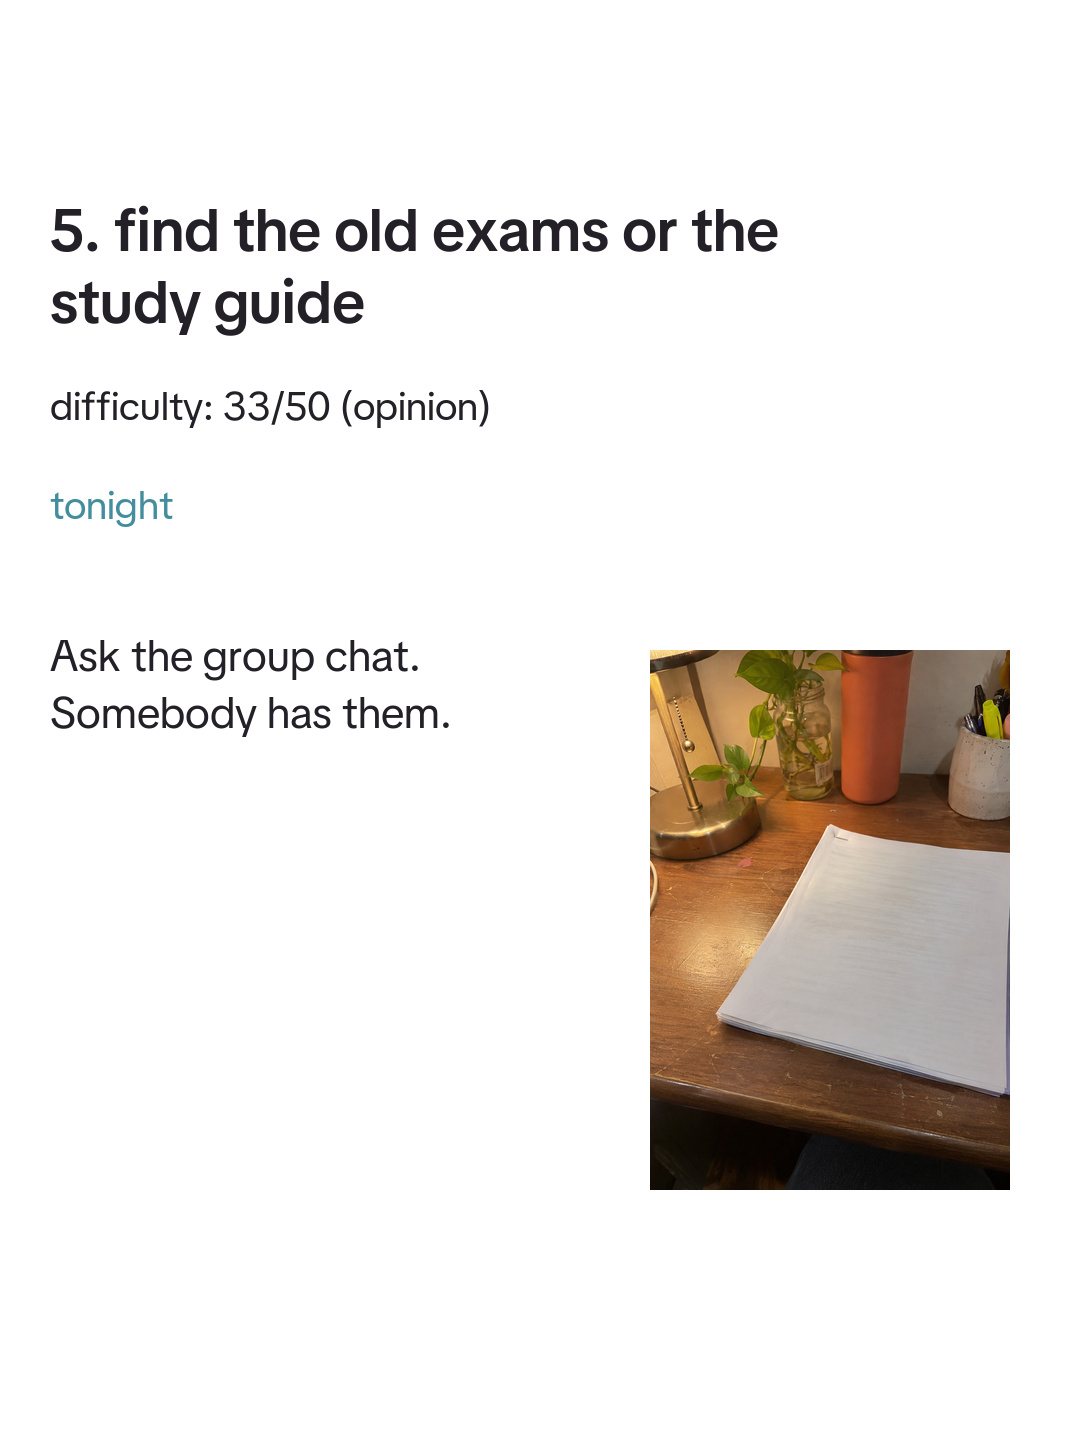 5. find the old exams or the
study guide
difficulty: 33/50 (opinion)
tonight
Ask the group chat.
Somebody has them.